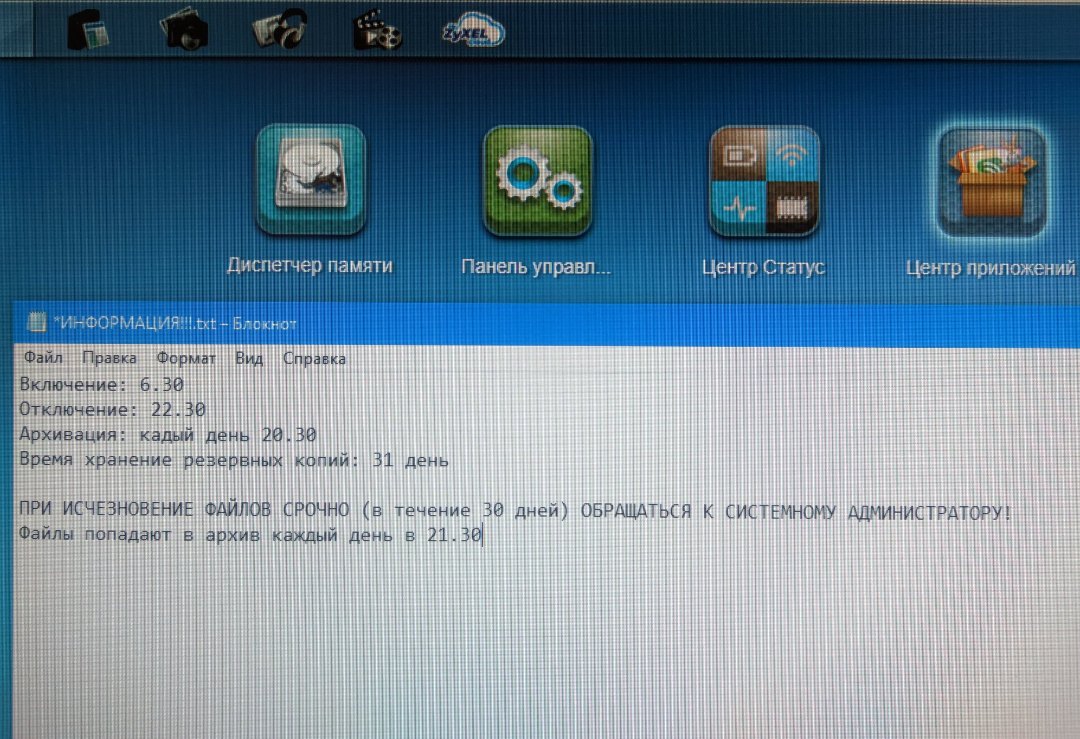 ZyXEL
Диспетчер памяти
Панель управл...
Центр Статус
Центр приложений
*ИНФОРМАЦИЯ!!!.txt – Блокнот
Файл Правка Формат Вид Справка
Включение: 6.30
Отключение: 22.30
Архивация: кадый день 20.30
Время хранение резервных копий: 31 день
ПРИ ИСЧЕЗНОВЕНИЕ ФАЙЛОВ СРОЧНО (в течение 30 дней) ОБРАЩАТЬСЯ К СИСТЕМНОМУ АДМИНИСТРАТОРУ!
Файлы попадают в архив каждый день в 21.30